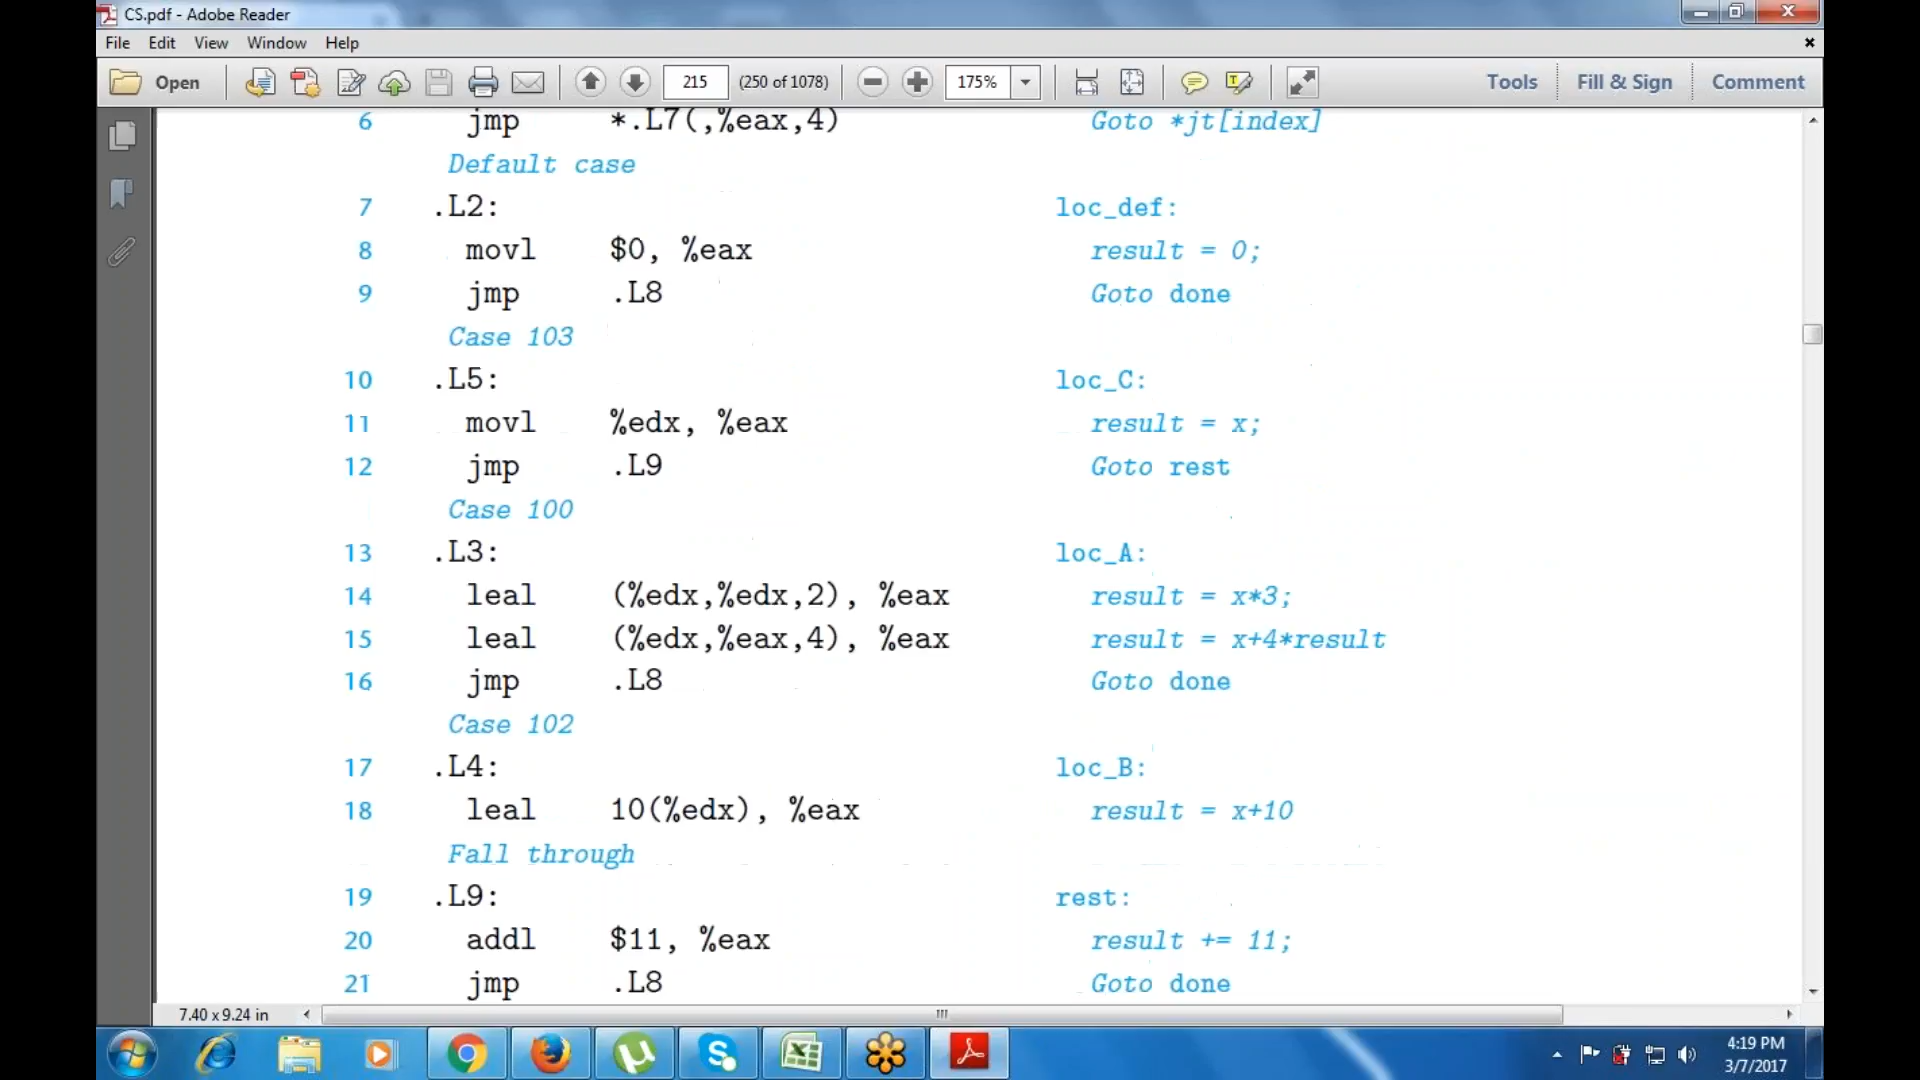 CS.pdf - Adobe Reader
File Edit View Window Help
Open 215 (250 of 1078) 175% Tools Fill & Sign Comment
6 jmp *.L7(,%eax,4) Goto *jt[index]
Default case
7 .L2: loc_def:
8 movl $0, %eax result = 0;
9 jmp .L8 Goto done
Case 103
10 .L5: loc_C:
11 movl %edx, %eax result = x;
12 jmp .L9 Goto rest
Case 100
13 .L3: loc_A:
14 leal (%edx,%edx,2), %eax result = x*3;
15 leal (%edx,%eax,4), %eax result = x+4*result
16 jmp .L8 Goto done
Case 102
17 .L4: loc_B:
18 leal 10(%edx), %eax result = x+10
Fall through
19 .L9: rest:
20 addl $11, %eax result += 11;
21 jmp .L8 Goto done
7.40 x 9.24 in
4:19 PM
3/7/2017